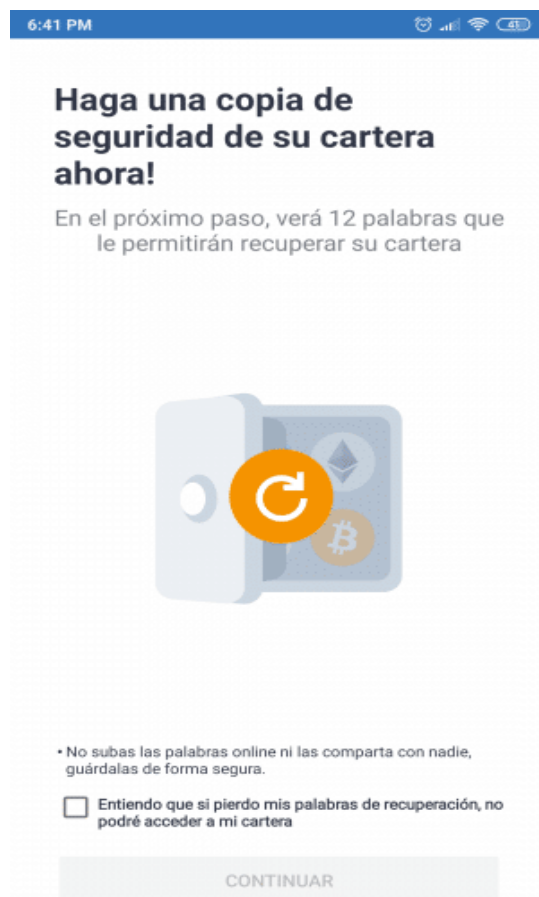 6:41 PM
41
Haga una copia de
seguridad de su cartera
ahora!
En el próximo paso, verá 12 palabras que
le permitirán recuperar su cartera
• No subas las palabras online ni las comparta con nadie,
guárdalas de forma segura.
Entiendo que si pierdo mis palabras de recuperación, no
podré acceder a mi cartera
CONTINUAR